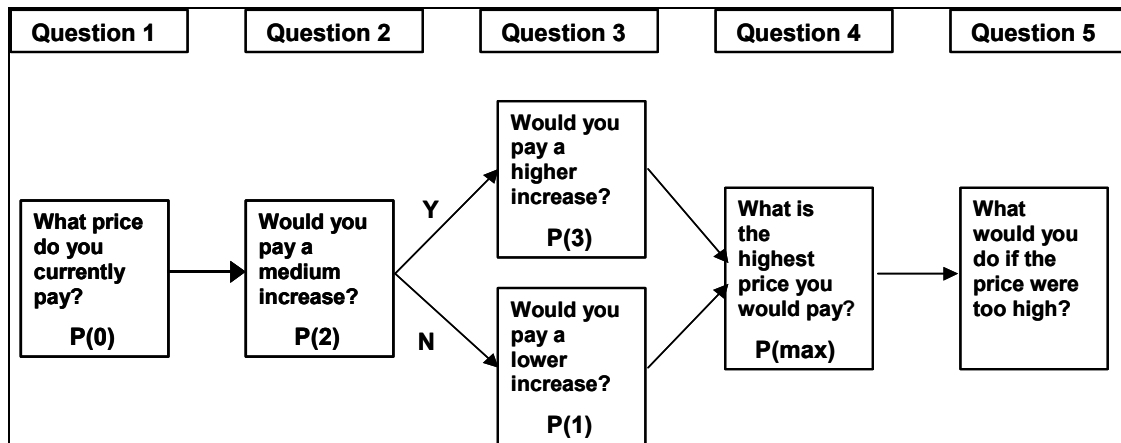 Question 1
Question 2
Question 3
Question 4
Question 5
What price
do you
currently
pay?
P(0)
Would you
pay a
medium
increase?
P(2)
Y
N
Would you
pay a
higher
increase?
P(3)
Would you
pay a
lower
increase?
P(1)
What is
the
highest
price you
would pay?
P(max)
What
would you
do if the
price were
too high?